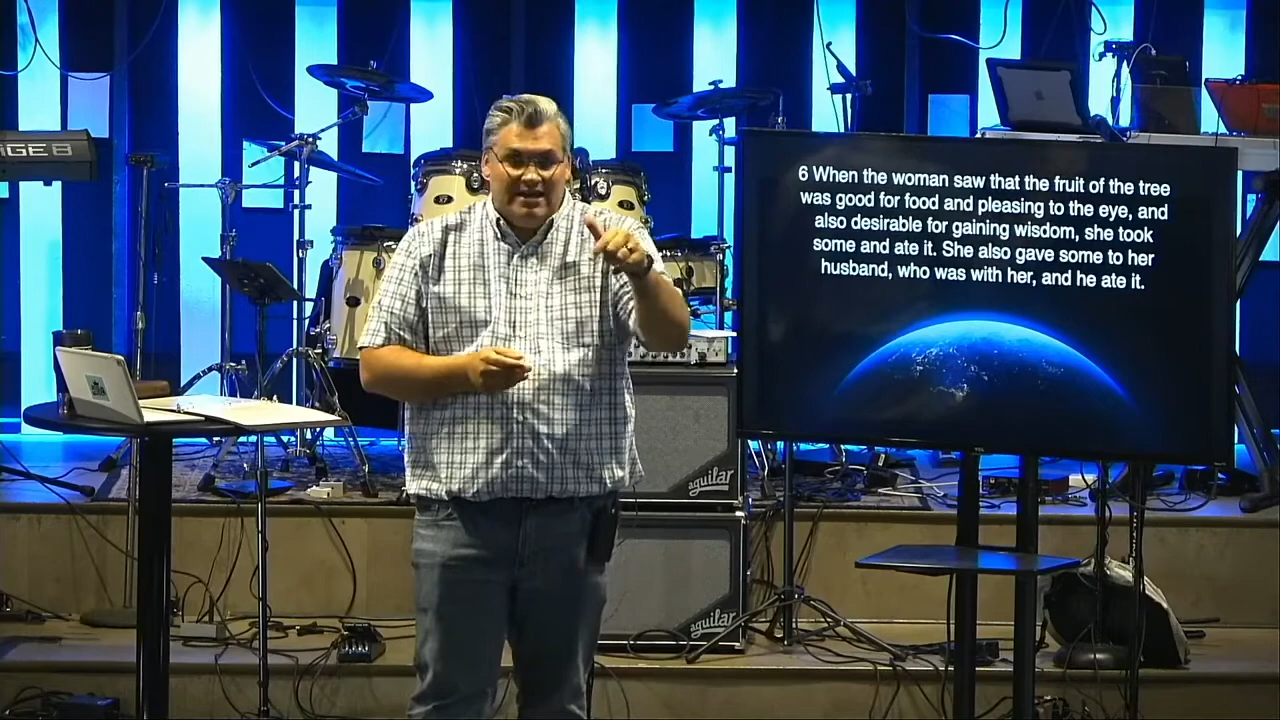 iGE 8
6 When the woman saw that the fruit of the tree
was good for food and pleasing to the eye, and
also desirable for gaining wisdom, she took
some and ate it. She also gave some to her
husband, who was with her, and he ate it.
aguilar
aguilar